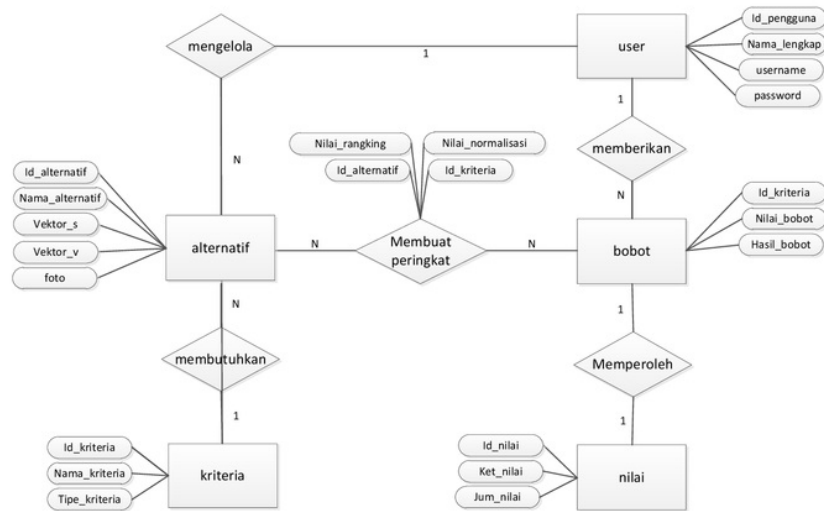 mengelola
1
user
Id_pengguna
Nama_lengkap
username
password
N
1
memberikan
N
Nilai_rangking
Nilai_normalisasi
Id_alternatif
Id_kriteria
Id_alternatif
Nama_alternatif
Vektor_s
Vektor_v
foto
alternatif
N
Membuat
peringkat
N
bobot
Id_kriteria
Nilai_bobot
Hasil_bobot
N
membutuhkan
1
1
Memperoleh
1
Id_kriteria
Nama_kriteria
Tipe_kriteria
kriteria
Id_nilai
Ket_nilai
Jum_nilai
nilai